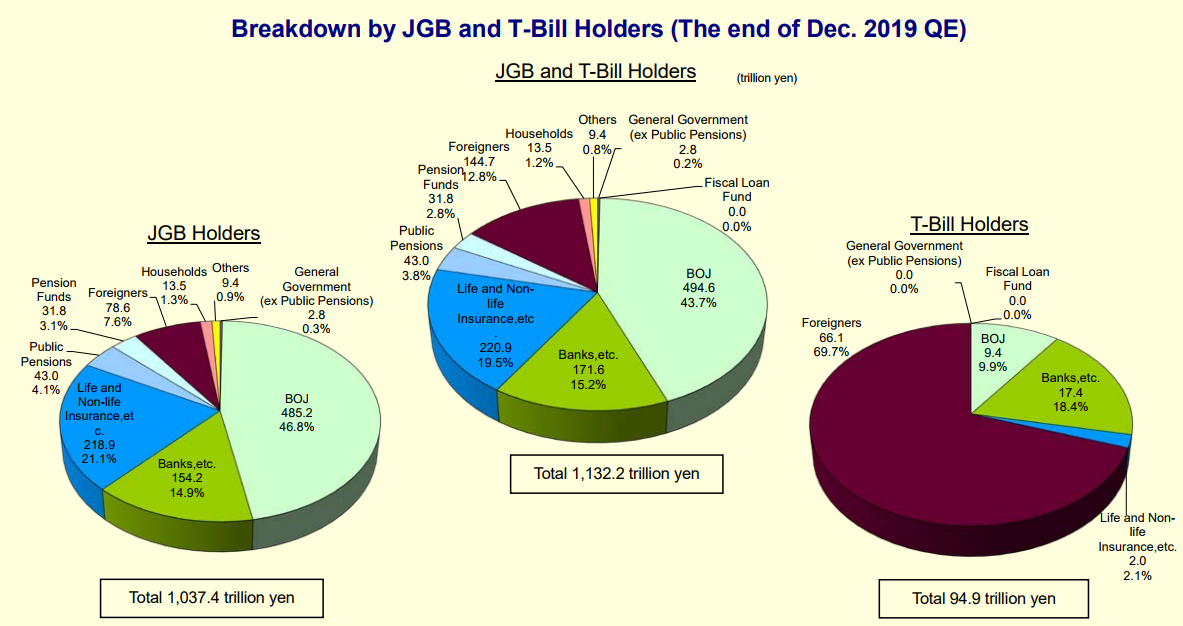 Breakdown by JGB and T-Bill Holders (The end of Dec. 2019 QE)
JGB and T-Bill Holders
(trillion yen)
Others
9.4
0.8%
General Government
(ex Public Pensions)
2.8
0.2%
Households
13.5
1.2%
Foreigners
144.7
12.8%
Pension
Funds
31.8
2.8%
Public
Pensions
43.0
3.8%
Fiscal Loan
Fund
0.0
0.0%
BOJ
494.6
43.7%
Life and Non-
life
Insurance,etc
.
220.9
19.5%
Banks,etc.
171.6
15.2%
Total 1,132.2 trillion yen
JGB Holders
Pension
Funds
31.8
3.1%
Foreigners
78.6
7.6%
Households
13.5
1.3%
Others
9.4
0.9%
General
Government
(ex Public Pensions)
2.8
0.3%
Public
Pensions
43.0
4.1%
Life and
Non-life
Insurance,et
c.
218.9
21.1%
BOJ
485.2
46.8%
Banks,etc.
154.2
14.9%
Total 1,037.4 trillion yen
T-Bill Holders
General Government
(ex Public Pensions)
0.0
0.0%
Fiscal Loan
Fund
0.0
0.0%
Foreigners
66.1
69.7%
BOJ
9.4
9.9%
Banks,etc.
17.4
18.4%
Life and Non-
life
Insurance,etc.
2.0
2.1%
Total 94.9 trillion yen